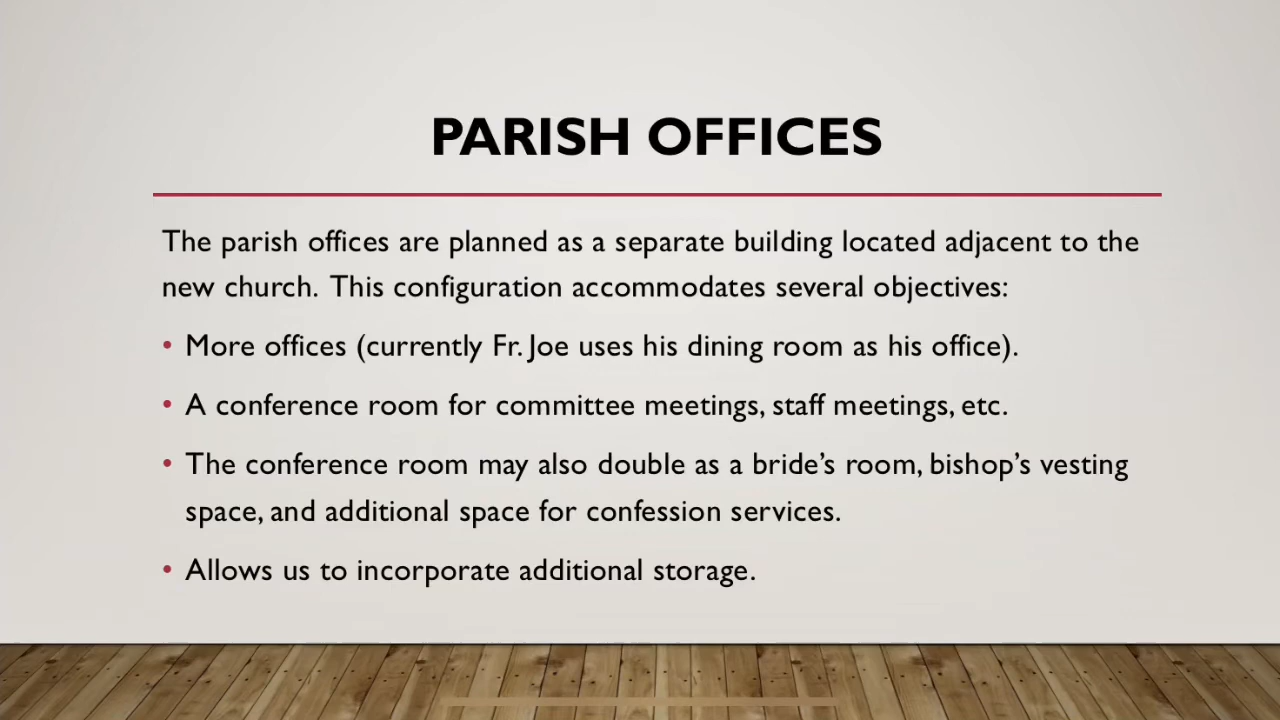 PARISH OFFICES
The parish offices are planned as a separate building located adjacent to the
new church.  This configuration accommodates several objectives:
• More offices (currently Fr. Joe uses his dining room as his office).
• A conference room for committee meetings, staff meetings, etc.
• The conference room may also double as a bride’s room, bishop’s vesting
space, and additional space for confession services.
• Allows us to incorporate additional storage.